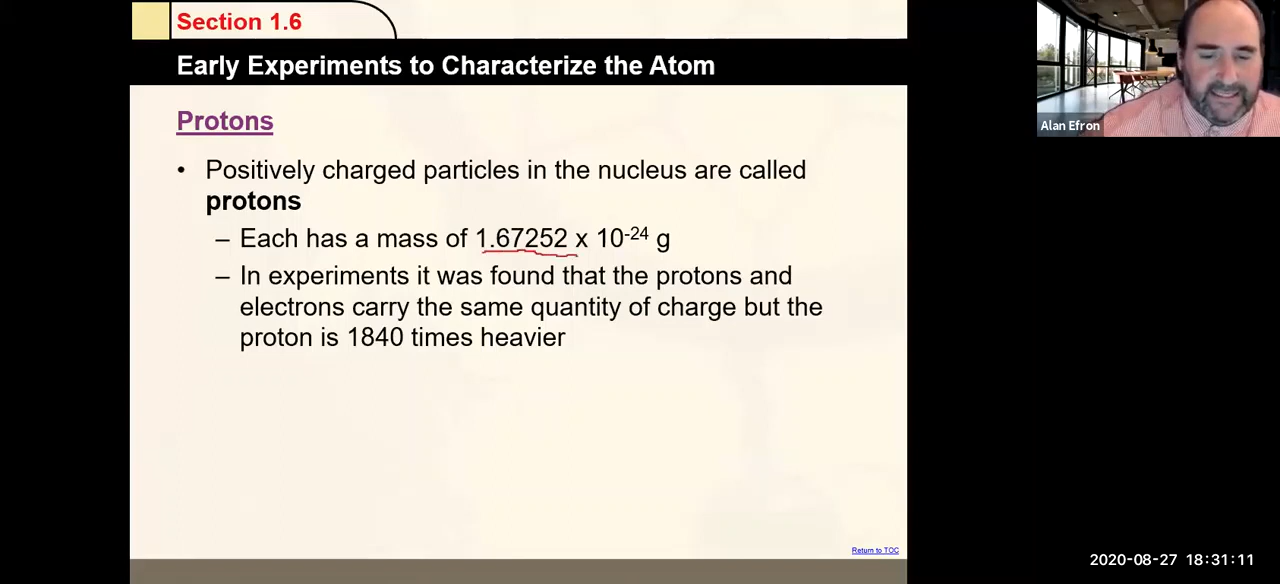 Section 1.6
Early Experiments to Characterize the Atom
Alan Efron
Protons
• Positively charged particles in the nucleus are called
protons
– Each has a mass of 1.67252 x 10⁻²⁴ g
– In experiments it was found that the protons and
electrons carry the same quantity of charge but the
proton is 1840 times heavier
Return to TOC
2020-08-27 18:31:11